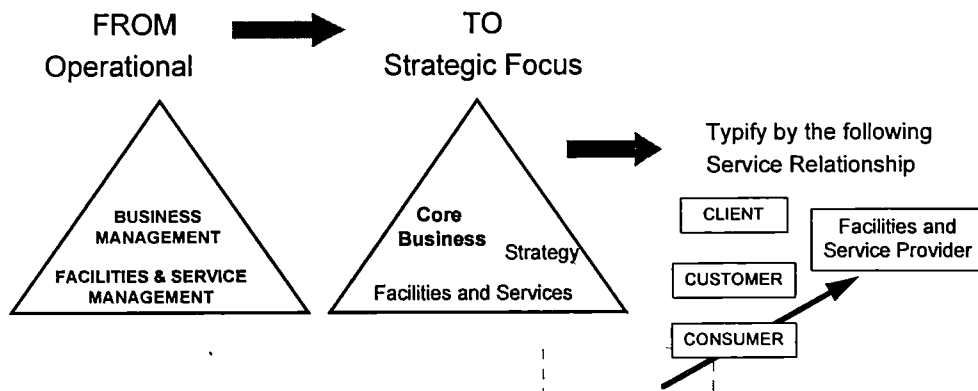 FROM
Operational
TO
Strategic Focus
BUSINESS
MANAGEMENT
FACILITIES & SERVICE
MANAGEMENT
Core
Business
Strategy
Facilities and Services
Typify by the following
Service Relationship
CLIENT
CUSTOMER
CONSUMER
Facilities and
Service Provider